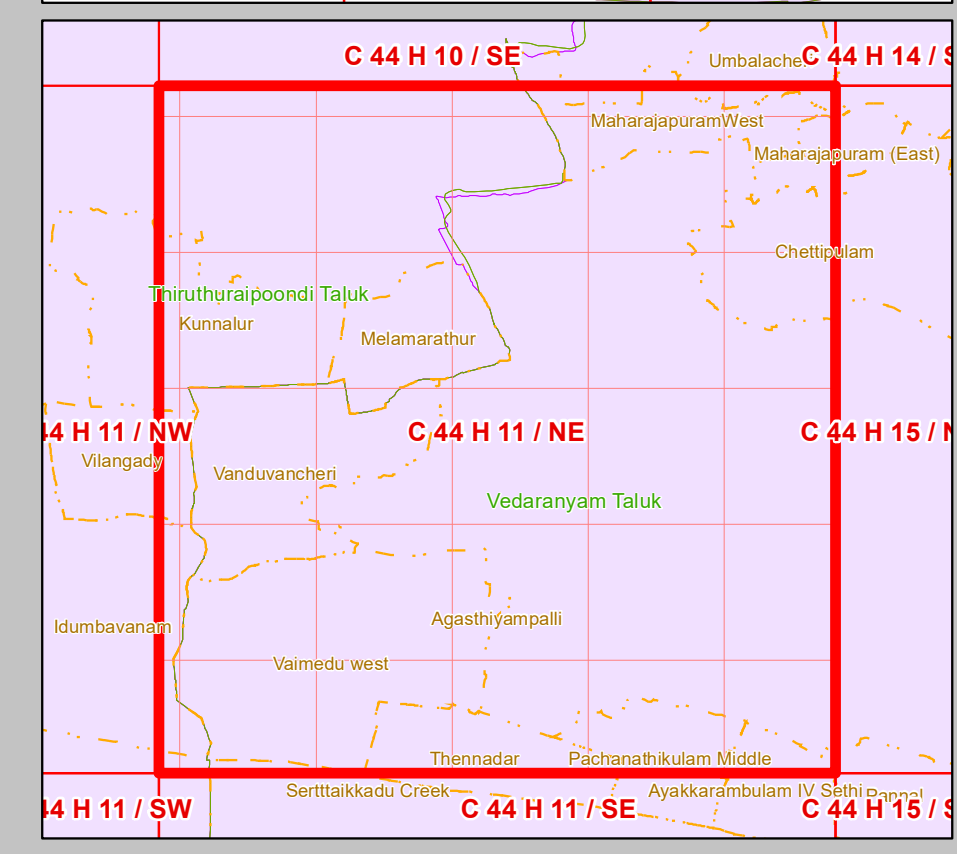 C 44 H 10 / SE
Umbalache
C 44 H 14 / S
MaharajapuramWest
Maharajapuram (East)
Chettipulam
Thiruthuraipoondi Taluk
Kunnalur
Melamarathur
44 H 11 / NW
C 44 H 11 / NE
C 44 H 15 / N
Vilangady
Vanduvancheri
Vedaranyam Taluk
Idumbavanam
Agasthiyampalli
Vaimedu west
Thennadar
Pachanathikulam Middle
Sertttaikkadu Creek
Ayakkarambulam IV Sethi
44 H 11 / SW
C 44 H 11 / SE
C 44 H 15 / S